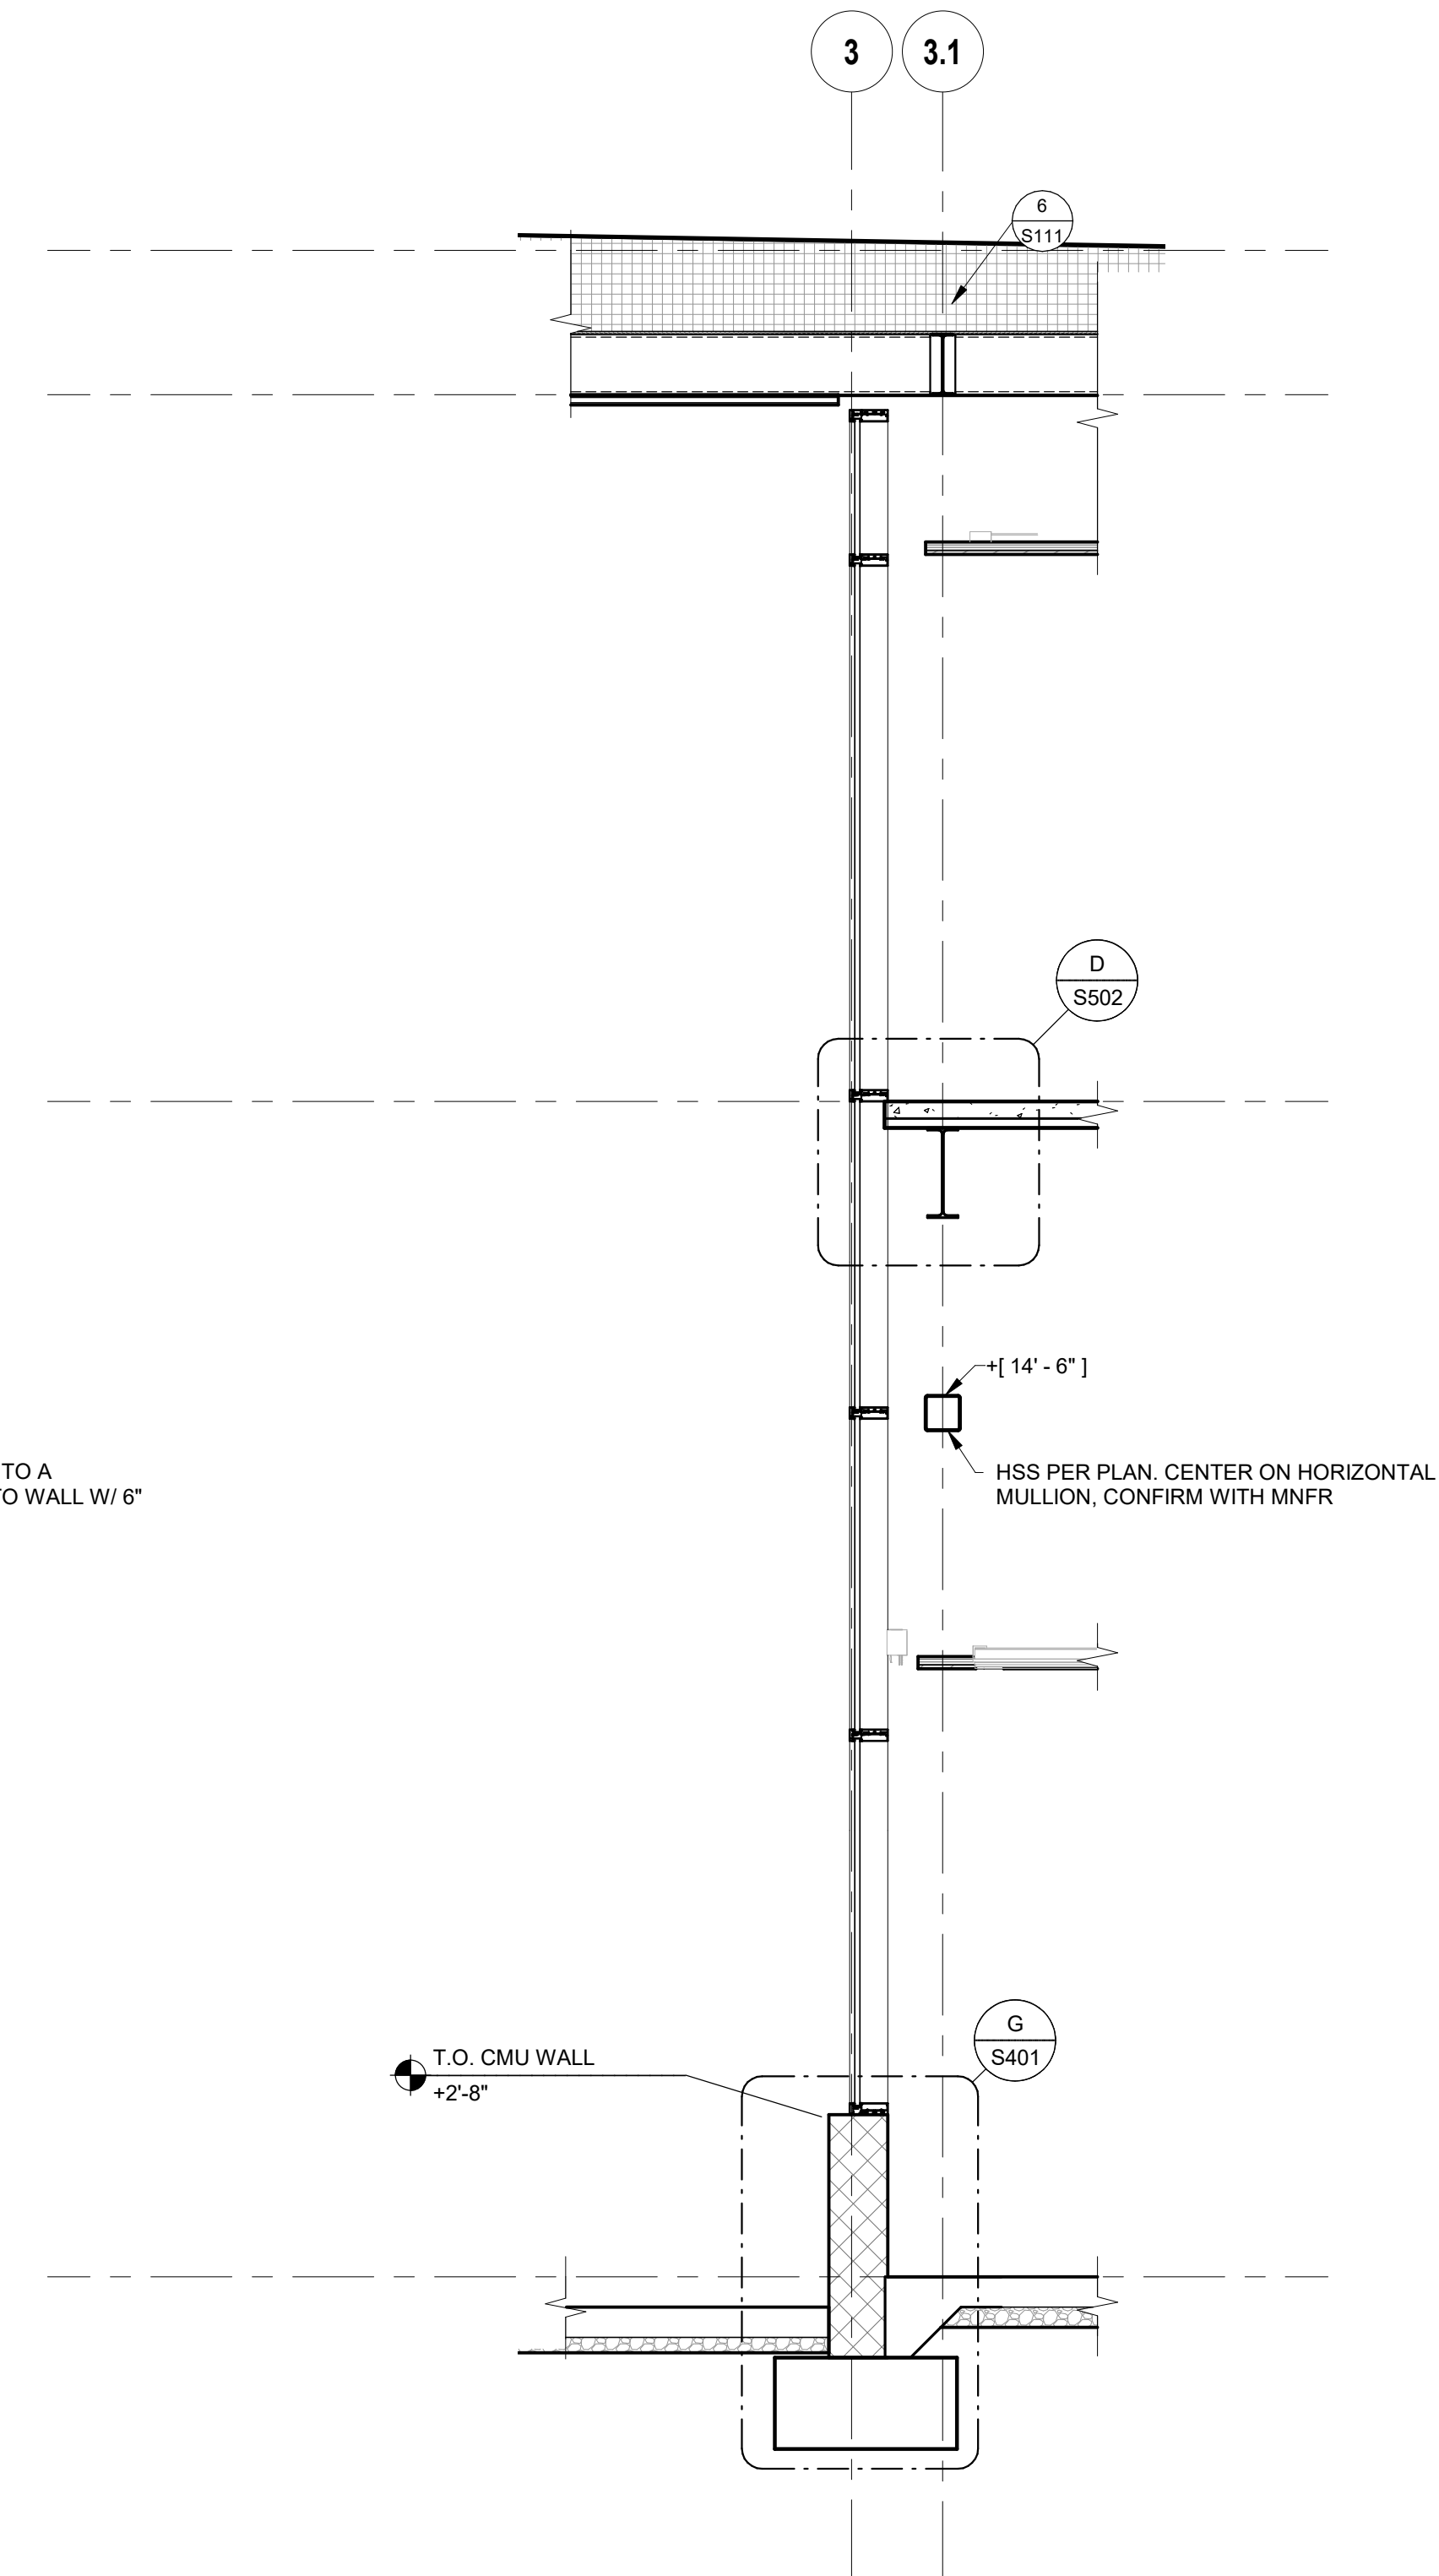 3
3.1
6
S111
D
S502
+[ 14' - 6" ]
HSS PER PLAN. CENTER ON HORIZONTAL
MULLION, CONFIRM WITH MNFR
TO A
TO WALL W/ 6"
G
S401
T.O. CMU WALL
+2'-8"